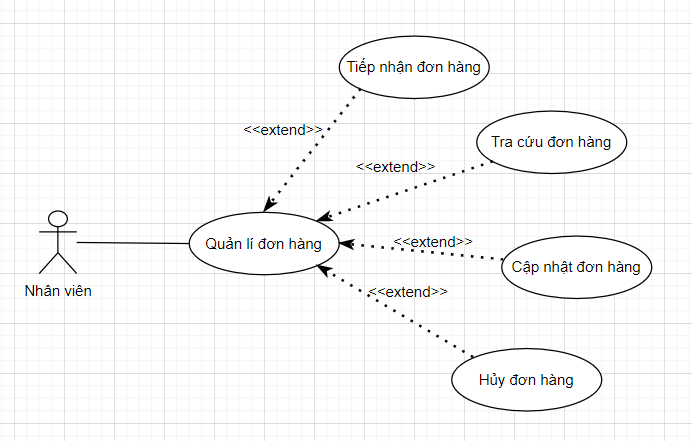 Tiếp nhận đơn hàng
<<extend>>
Tra cứu đơn hàng
<<extend>>
Quản lí đơn hàng
<<extend>>
Cập nhật đơn hàng
Nhân viên
<<extend>>
Hủy đơn hàng